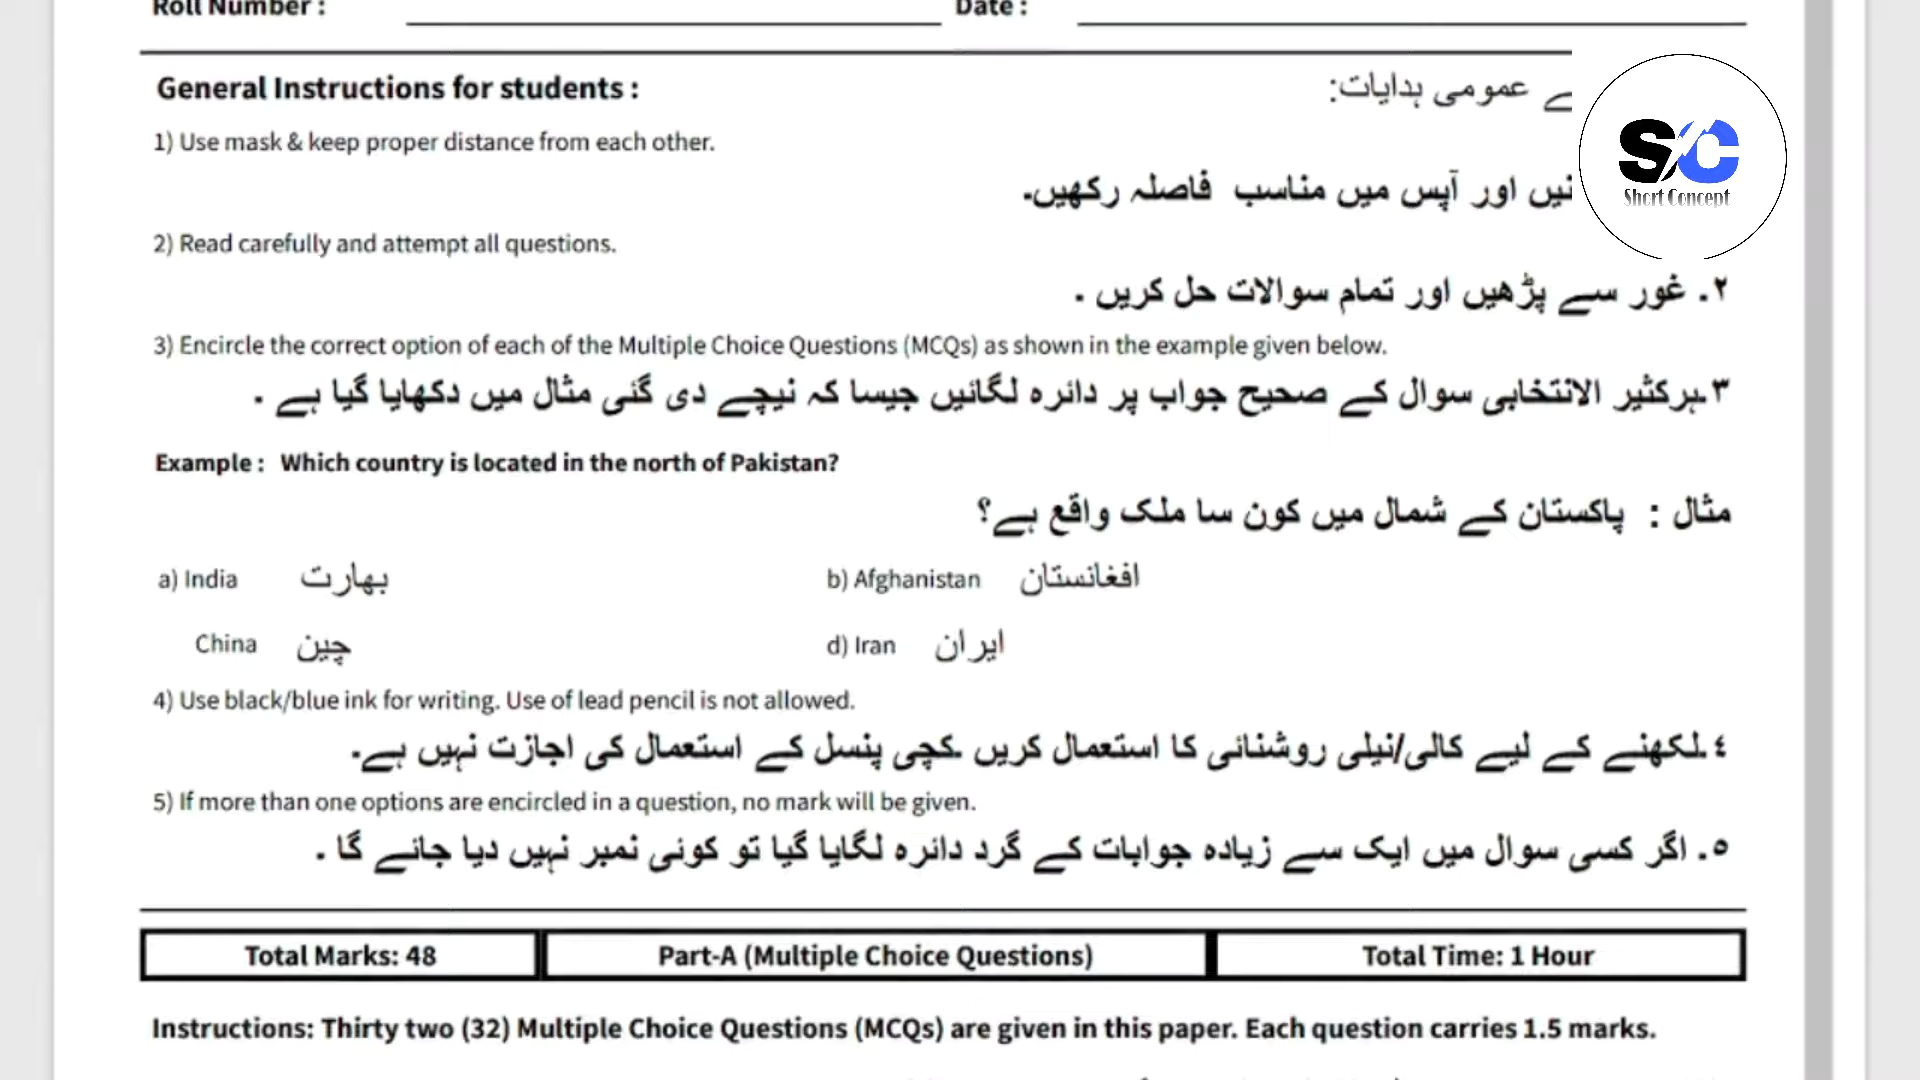 Roll Number :
Date :
General Instructions for students :
عمومی ہدایات:
1) Use mask & keep proper distance from each other.
اور آپس میں مناسب فاصلہ رکھیں۔
2) Read carefully and attempt all questions.
٢. غور سے پڑھیں اور تمام سوالات حل کریں .
3) Encircle the correct option of each of the Multiple Choice Questions (MCQs) as shown in the example given below.
٣.ہرکثیر الانتخابی سوال کے صحیح جواب پر دائرہ لگائیں جیسا کہ نیچے دی گئی مثال میں دکھایا گیا ہے .
Example : Which country is located in the north of Pakistan?
مثال : پاکستان کے شمال میں کون سا ملک واقع ہے؟
a) India بھارت
b) Afghanistan افغانستان
China چین
d) Iran ایران
4) Use black/blue ink for writing. Use of lead pencil is not allowed.
٤.لکھنے کے لیے کالی/نیلی روشنائی کا استعمال کریں .کچی پنسل کے استعمال کی اجازت نہیں ہے۔
5) If more than one options are encircled in a question, no mark will be given.
٥. اگر کسی سوال میں ایک سے زیادہ جوابات کے گرد دائرہ لگایا گیا تو کوئی نمبر نہیں دیا جائے گا .
Total Marks: 48
Part-A (Multiple Choice Questions)
Total Time: 1 Hour
Instructions: Thirty two (32) Multiple Choice Questions (MCQs) are given in this paper. Each question carries 1.5 marks.
S/C
Short Concept